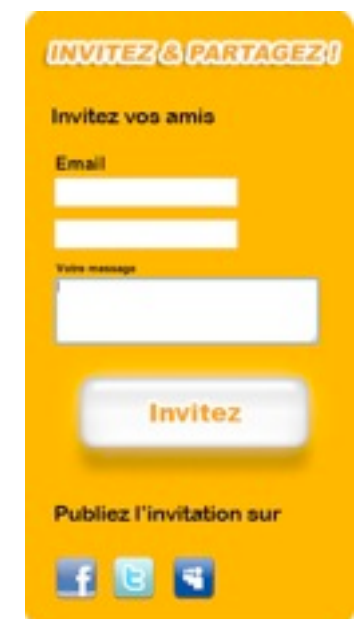 INVITEZ & PARTAGEZ !
Invitez vos amis
Email
Votre message
Invitez
Publiez l'invitation sur